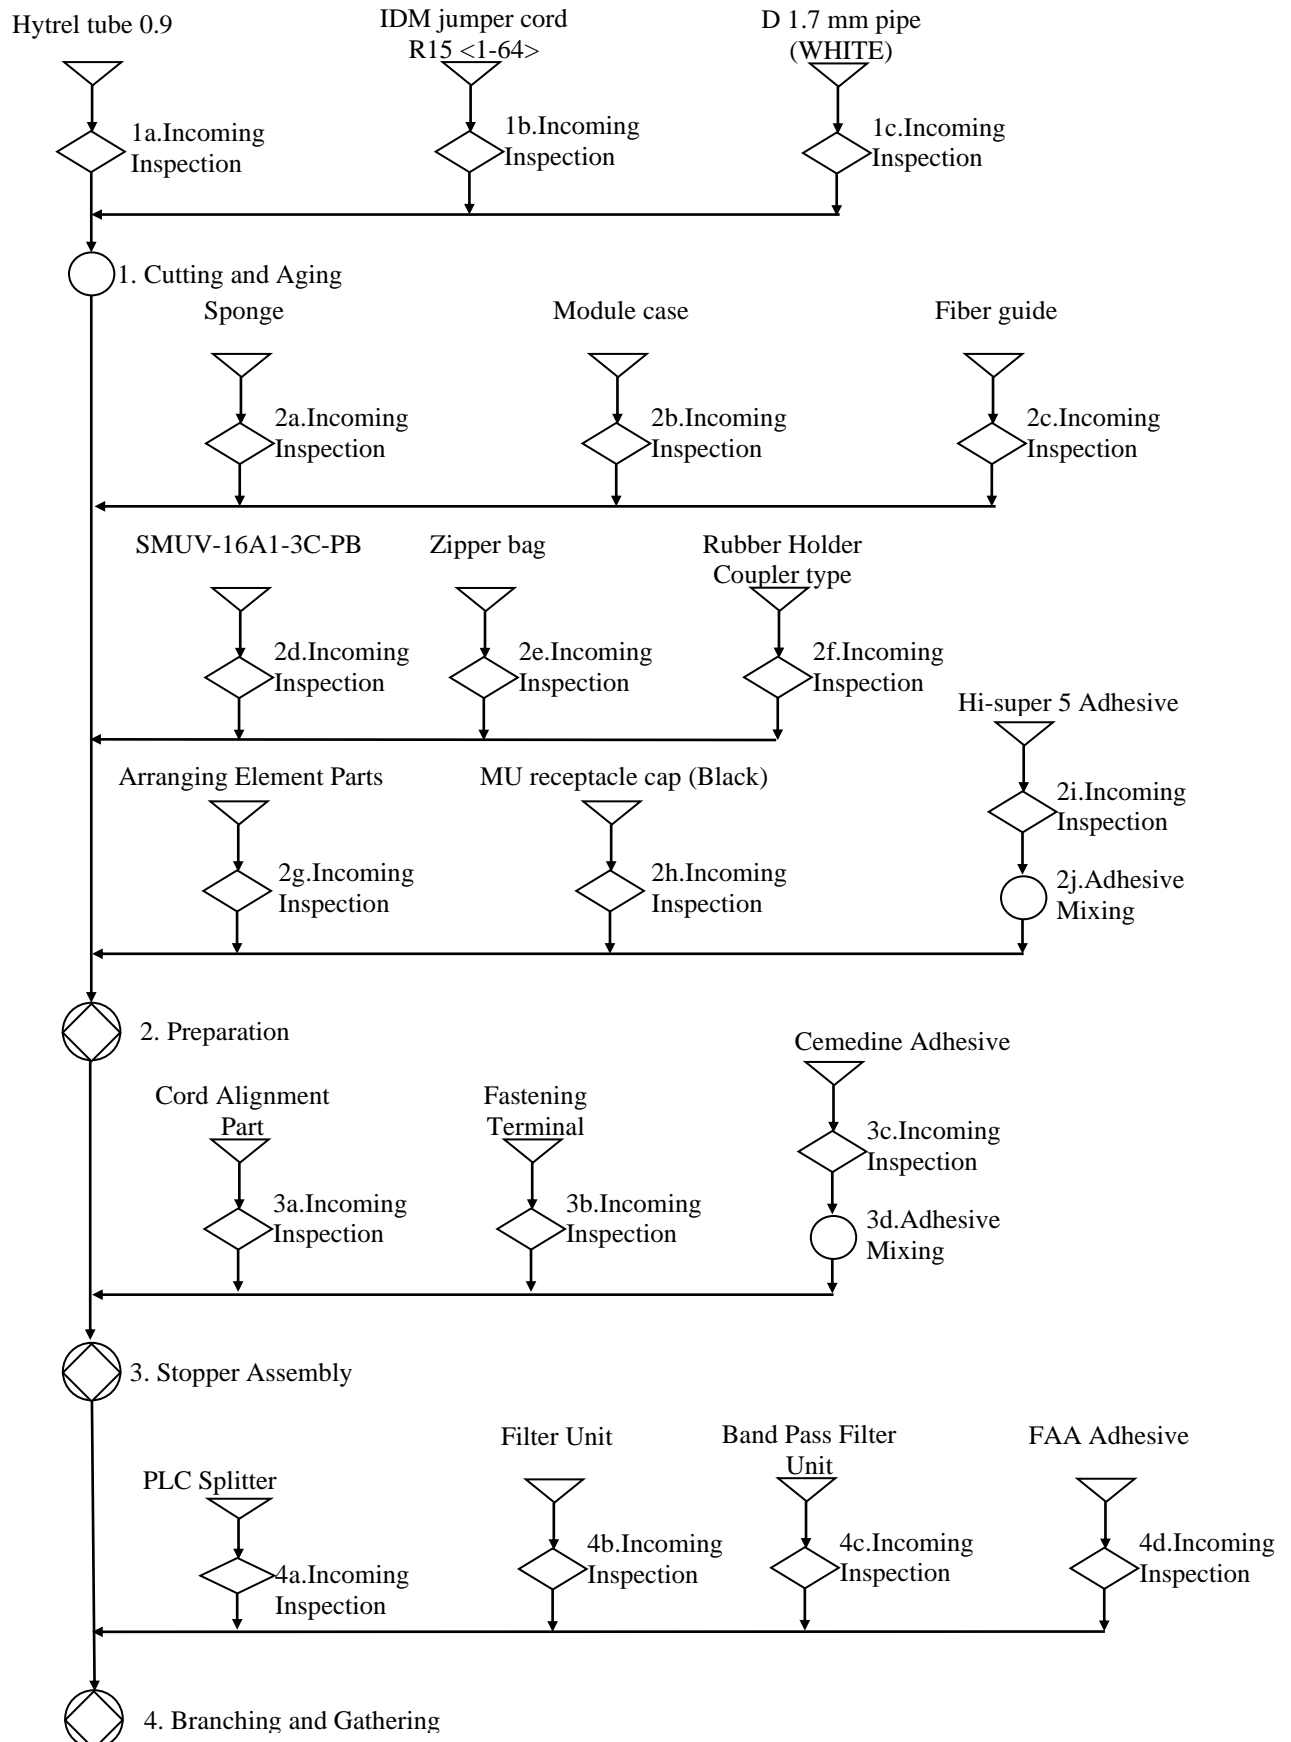 Hytrel tube 0.9
IDM jumper cord
R15 <1-64>
D 1.7 mm pipe
(WHITE)
1a.Incoming
Inspection
1b.Incoming
Inspection
1c.Incoming
Inspection
1. Cutting and Aging
Sponge
Module case
Fiber guide
2a.Incoming
Inspection
2b.Incoming
Inspection
2c.Incoming
Inspection
SMUV-16A1-3C-PB
Zipper bag
Rubber Holder
Coupler type
2d.Incoming
Inspection
2e.Incoming
Inspection
2f.Incoming
Inspection
Hi-super 5 Adhesive
Arranging Element Parts
MU receptacle cap (Black)
2i.Incoming
Inspection
2g.Incoming
Inspection
2h.Incoming
Inspection
2j.Adhesive
Mixing
2. Preparation
Cemedine Adhesive
Cord Alignment
Part
Fastening
Terminal
3c.Incoming
Inspection
3a.Incoming
Inspection
3b.Incoming
Inspection
3d.Adhesive
Mixing
3. Stopper Assembly
PLC Splitter
Filter Unit
Band Pass Filter
Unit
FAA Adhesive
4a.Incoming
Inspection
4b.Incoming
Inspection
4c.Incoming
Inspection
4d.Incoming
Inspection
4. Branching and Gathering